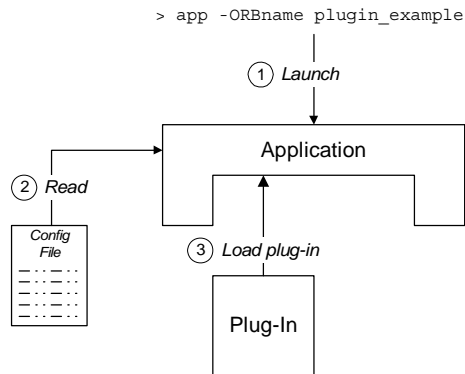 > app -ORBname plugin_example
1 Launch
Application
2 Read
Config
File
3 Load plug-in
Plug-In